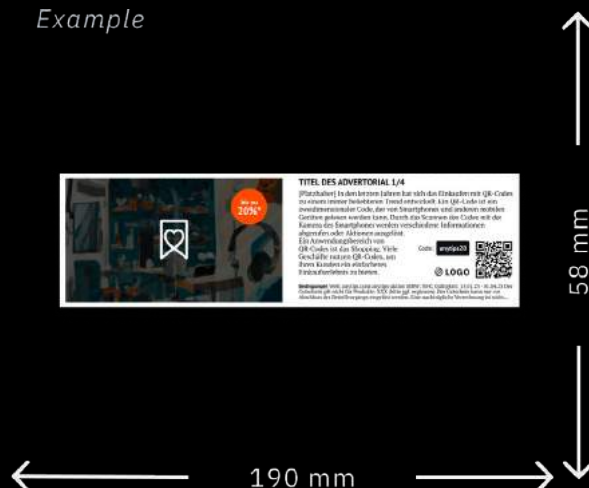 Example
Bis zu
20%*
TITEL DES ADVERTORIAL 1/4
[Platzhalter] In den letzten Jahren hat sich das Einkaufen mit QR-Codes
zu einem immer beliebteren Trend entwickelt. Ein QR-Code ist ein
zweidimensionaler Code, der von Smartphones und anderen mobilen
Geräten gelesen werden kann. Durch das Scannen des Codes mit der
Kamera des Smartphones werden verschiedene Informationen
abgerufen oder Aktionen ausgelöst.
Ein Anwendungsbereich von
QR-Codes ist das Shopping. Viele
Geschäfte nutzen QR-Codes, um
ihren Kunden ein einfacheres
Einkaufserlebnis zu bieten.
Code: anytips20
LOGO
Bedingungen:
58 mm
190 mm